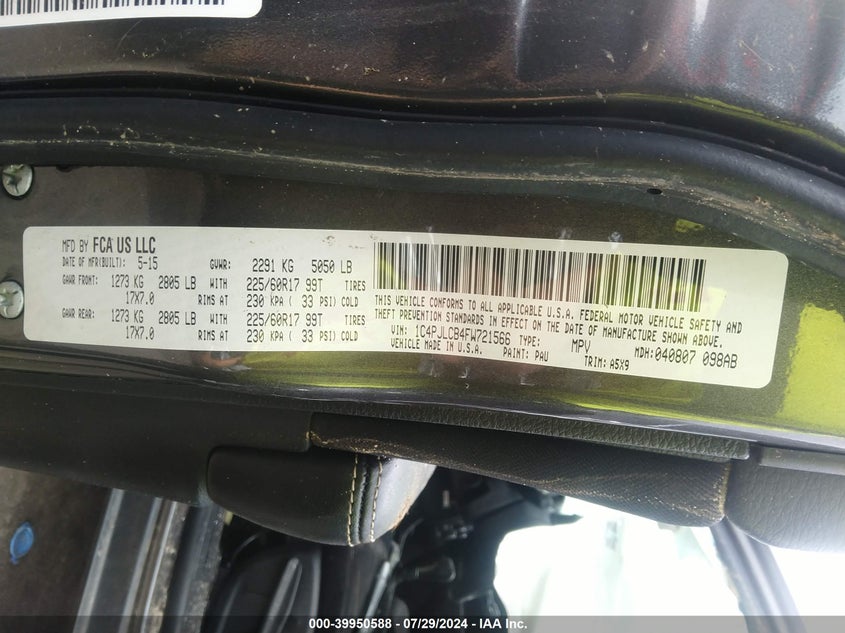 MFD BY FCA US LLC
DATE OF MFR(BUILT): 5-15 GVWR: 2291 KG 5050 LB
GAWR FRONT: 1273 KG 2805 LB WITH 225/60R17 99T TIRES
17X7.0 RIMS AT 230 KPA ( 33 PSI) COLD
GAWR REAR: 1273 KG 2805 LB WITH 225/60R17 99T TIRES
17X7.0 RIMS AT 230 KPA ( 33 PSI) COLD
THIS VEHICLE CONFORMS TO ALL APPLICABLE U.S.A. FEDERAL MOTOR VEHICLE SAFETY AND
THEFT PREVENTION STANDARDS IN EFFECT ON THE DATE OF MANUFACTURE SHOWN ABOVE.
VIN: 1C4PJLCB4FW721566 TYPE: MPV MDH:040807 098AB
VEHICLE MADE IN U.S.A. PAINT: PAU TRIM: A5X9
000-39950588 - 07/29/2024 - IAA Inc.